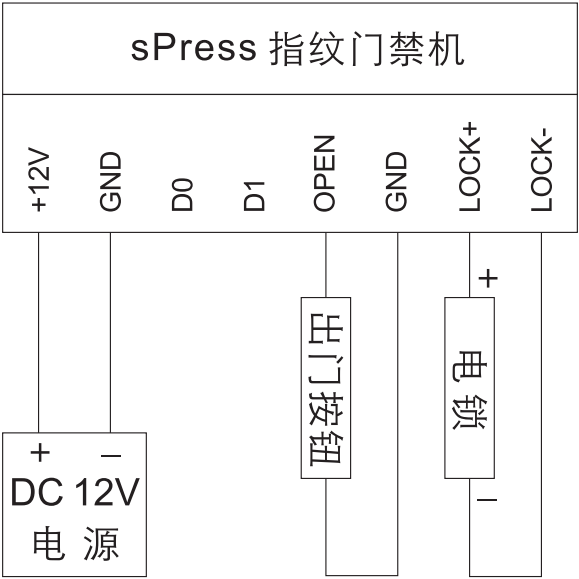 sPress 指纹门禁机
+12V
GND
D0
D1
OPEN
GND
LOCK+
LOCK-
+
出门按钮
电锁
+ −
DC 12V
电 源
−